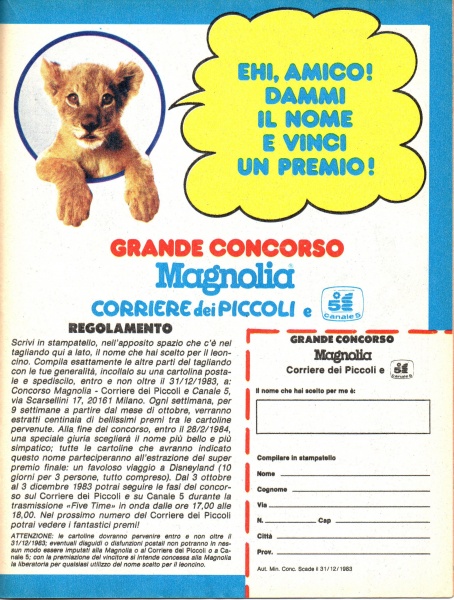 EHI, AMICO!
DAMMI
IL NOME
E VINCI
UN PREMIO!
GRANDE CONCORSO
Magnolia
CORRIERE dei PICCOLI e
canale 5
REGOLAMENTO
Scrivi in stampatello, nell'apposito spazio che c'è nel
tagliando qui a lato, il nome che hai scelto per il leon-
cino. Compila esattamente le altre parti del tagliando
con le tue generalità, incollalo su una cartolina posta-
le e spediscilo, entro e non oltre il 31/12/1983, a:
Concorso Magnolia - Corriere dei Piccoli e Canale 5,
via Scarsellini 17, 20161 Milano. Ogni settimana, per
9 settimane a partire dal mese di ottobre, verranno
estratti centinaia di bellissimi premi tra le cartoline
pervenute. Alla fine del concorso, entro il 28/2/1984,
una speciale giuria sceglierà il nome più bello e più
simpatico; tutte le cartoline che avranno indicato
questo nome parteciperanno all'estrazione del super
premio finale: un favoloso viaggio a Disneyland (10
giorni per 3 persone, tutto compreso). Dal 3 ottobre
al 3 dicembre 1983 potrai seguire le fasi del concor-
so sul Corriere dei Piccoli e su Canale 5 durante la
trasmissione «Five Time» in onda dalle ore 17,00 alle
18,00. Nel prossimo numero del Corriere dei Piccoli
potrai vedere i fantastici premi!
ATTENZIONE: le cartoline dovranno pervenire entro e non oltre il
31/12/1983; eventuali disguidi o disfunzioni postali non potranno in nes-
sun modo essere imputati alla Magnolia o al Corriere dei Piccoli o a Ca-
nale 5; con la premiazione del vincitore si intende concessa alla Magnolia
la liberatoria per qualsiasi utilizzo del nome scelto per il leoncino.
GRANDE CONCORSO
Magnolia
Corriere dei Piccoli e
canale 5
Il nome che hai scelto per me è:
Compilare in stampatello
Nome
Cognome
Via
N. Cap
Città
Prov.
Aut. Min. Conc. Scade il 31/12/1983